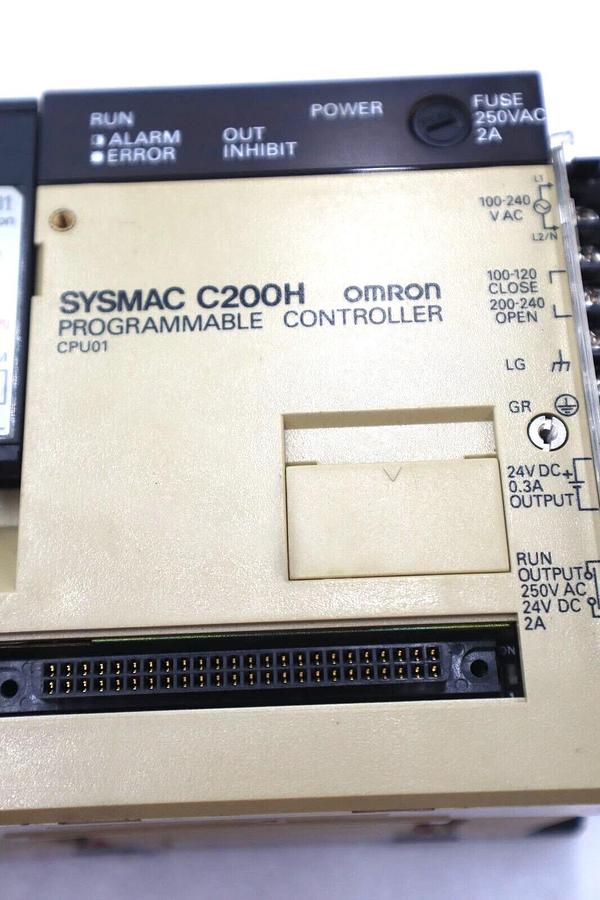 RUN
ALARM
ERROR
OUT
INHIBIT
POWER
FUSE
250VAC
2A
L1
100-240
V AC
L2/N
SYSMAC C200H omron
PROGRAMMABLE CONTROLLER
CPU01
100-120
CLOSE
200-240
OPEN
LG
GR
24V DC +
0.3A
OUTPUT
RUN
OUTPUT
250V AC
24V DC
2A
ON